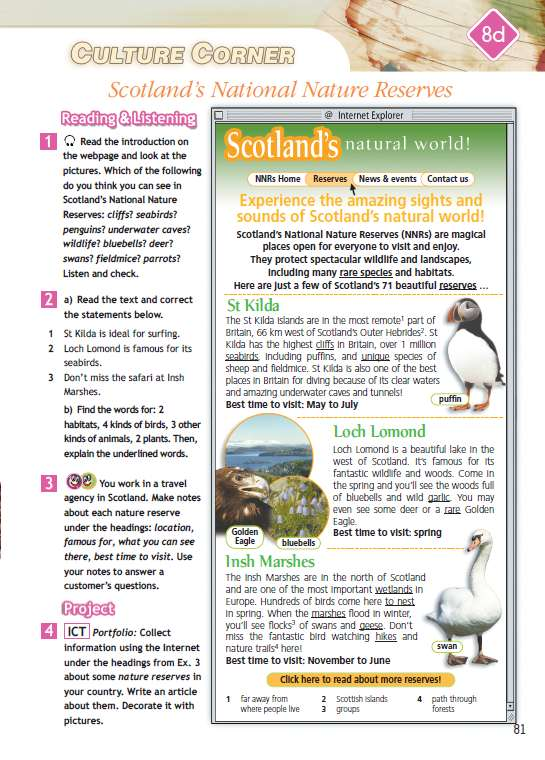 8d
CULTURE CORNER
Scotland's National Nature Reserves
Reading & Listening
1 Read the introduction on
the webpage and look at the
pictures. Which of the following
do you think you can see in
Scotland's National Nature
Reserves: cliffs? seabirds?
penguins? underwater caves?
wildlife? bluebells? deer?
swans? fieldmice? parrots?
Listen and check.
2 a) Read the text and correct
the statements below.
1 St Kilda is ideal for surfing.
2 Loch Lomond is famous for its
seabirds.
3 Don't miss the safari at Insh
Marshes.
b) Find the words for: 2
habitats, 4 kinds of birds, 3 other
kinds of animals, 2 plants. Then,
explain the underlined words.
3 You work in a travel
agency in Scotland. Make notes
about each nature reserve
under the headings: location,
famous for, what you can see
there, best time to visit. Use
your notes to answer a
customer's questions.
Project
4 ICT Portfolio: Collect
information using the Internet
under the headings from Ex. 3
about some nature reserves in
your country. Write an article
about them. Decorate it with
pictures.
@ Internet Explorer
Scotland's natural world!
NNRs Home Reserves News & events Contact us
Experience the amazing sights and
sounds of Scotland's natural world!
Scotland's National Nature Reserves (NNRs) are magical
places open for everyone to visit and enjoy.
They protect spectacular wildlife and landscapes,
including many rare species and habitats.
Here are just a few of Scotland's 71 beautiful reserves ...
St Kilda
The St Kilda islands are in the most remote¹ part of
Britain, 66 km west of Scotland's Outer Hebrides². St
Kilda has the highest cliffs in Britain, over 1 million
seabirds, including puffins, and unique species of
sheep and fieldmice. St Kilda is also one of the best
places in Britain for diving because of its clear waters
and amazing underwater caves and tunnels!
Best time to visit: May to July
puffin
Loch Lomond
Loch Lomond is a beautiful lake in the
west of Scotland. It's famous for its
fantastic wildlife and woods. Come in
the spring and you'll see the woods full
of bluebells and wild garlic. You may
even see some deer or a rare Golden
Eagle.
Best time to visit: spring
Golden
Eagle
bluebells
Insh Marshes
The Insh Marshes are in the north of Scotland
and are one of the most important wetlands in
Europe. Hundreds of birds come here to nest
in spring. When the marshes flood in winter,
you'll see flocks³ of swans and geese. Don't
miss the fantastic bird watching hikes and
nature trails⁴ here!
Best time to visit: November to June
swan
Click here to read about more reserves!
1 far away from
where people live
2 Scottish islands
3 groups
4 path through
forests
81